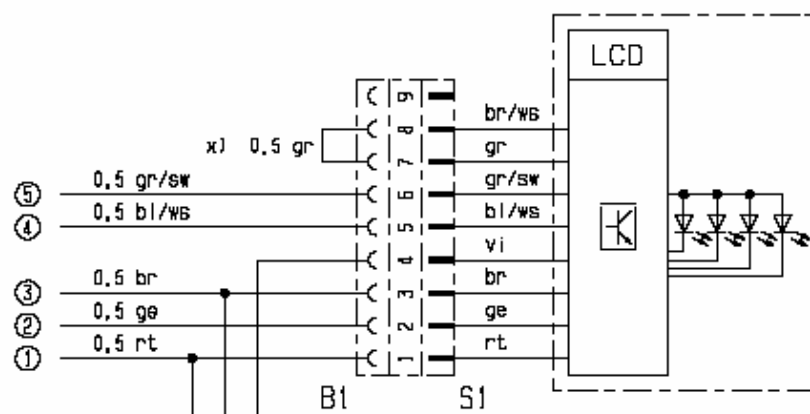 LCD
9
8 br/ws
x) 0.5 gr 7 gr
⑤ 0.5 gr/sw 6 gr/sw
④ 0.5 bl/ws 5 bl/ws
4 vi
③ 0.5 br 3 br
② 0.5 ge 2 ge
① 0.5 rt 1 rt
B1 S1